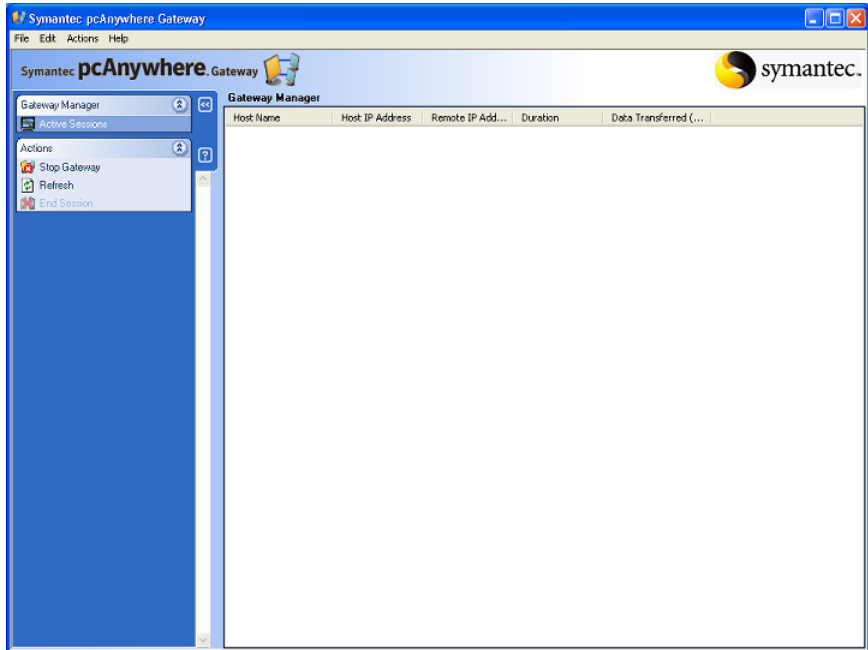 Symantec pcAnywhere Gateway
File Edit Actions Help
Symantec pcAnywhere. Gateway
symantec.
Gateway Manager
Active Sessions
Actions
Stop Gateway
Refresh
End Session
Gateway Manager
Host Name Host IP Address Remote IP Add... Duration Data Transferred (...